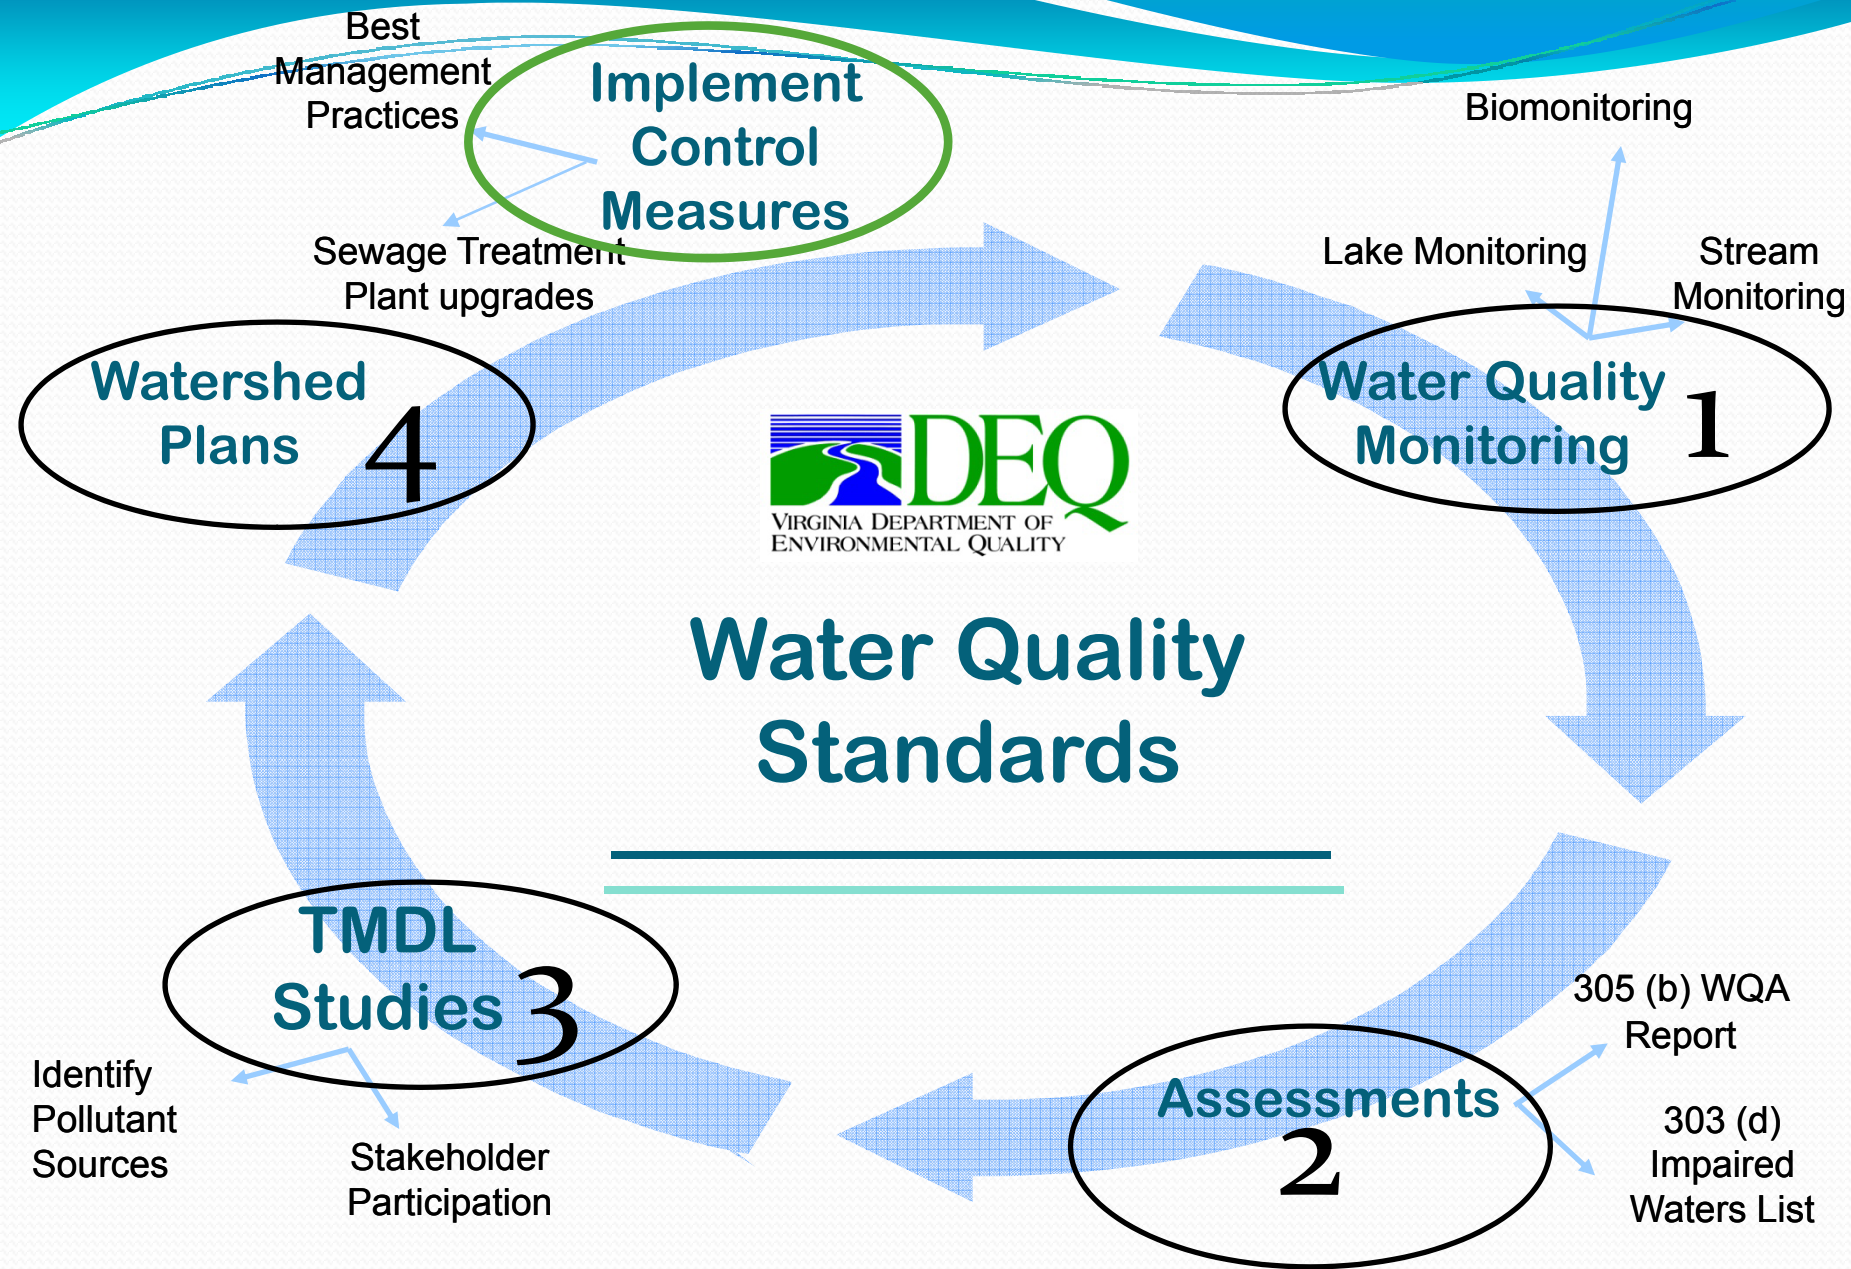 Best
Management
Practices
Implement
Control
Measures
Sewage Treatment
Plant upgrades
Biomonitoring
Lake Monitoring
Stream
Monitoring
Water Quality
Monitoring
1
Watershed
Plans
4
DEQ
VIRGINIA DEPARTMENT OF
ENVIRONMENTAL QUALITY
Water Quality
Standards
TMDL
Studies
3
Identify
Pollutant
Sources
Stakeholder
Participation
Assessments
2
305 (b) WQA
Report
303 (d)
Impaired
Waters List